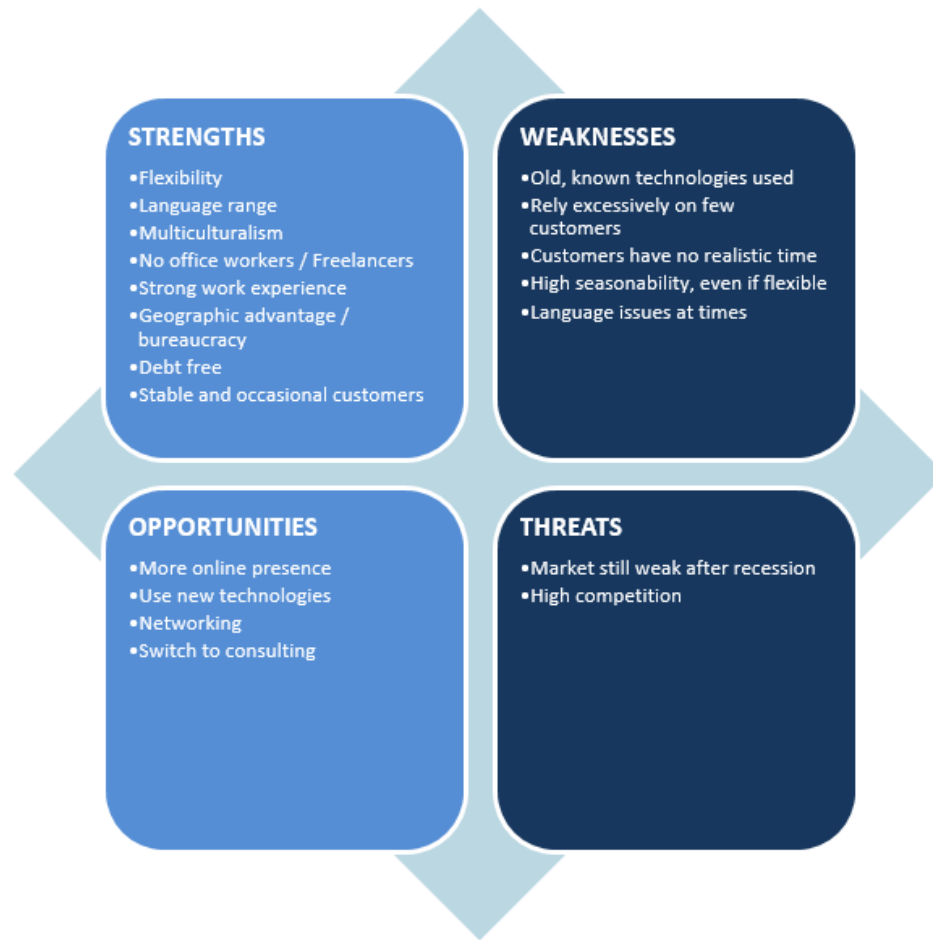 STRENGTHS
•Flexibility
•Language range
•Multiculturalism
•No office workers / Freelancers
•Strong work experience
•Geographic advantage /
bureaucracy
•Debt free
•Stable and occasional customers
WEAKNESSES
•Old, known technologies used
•Rely excessively on few
customers
•Customers have no realistic time
•High seasonability, even if flexible
•Language issues at times
OPPORTUNITIES
•More online presence
•Use new technologies
•Networking
•Switch to consulting
THREATS
•Market still weak after recession
•High competition